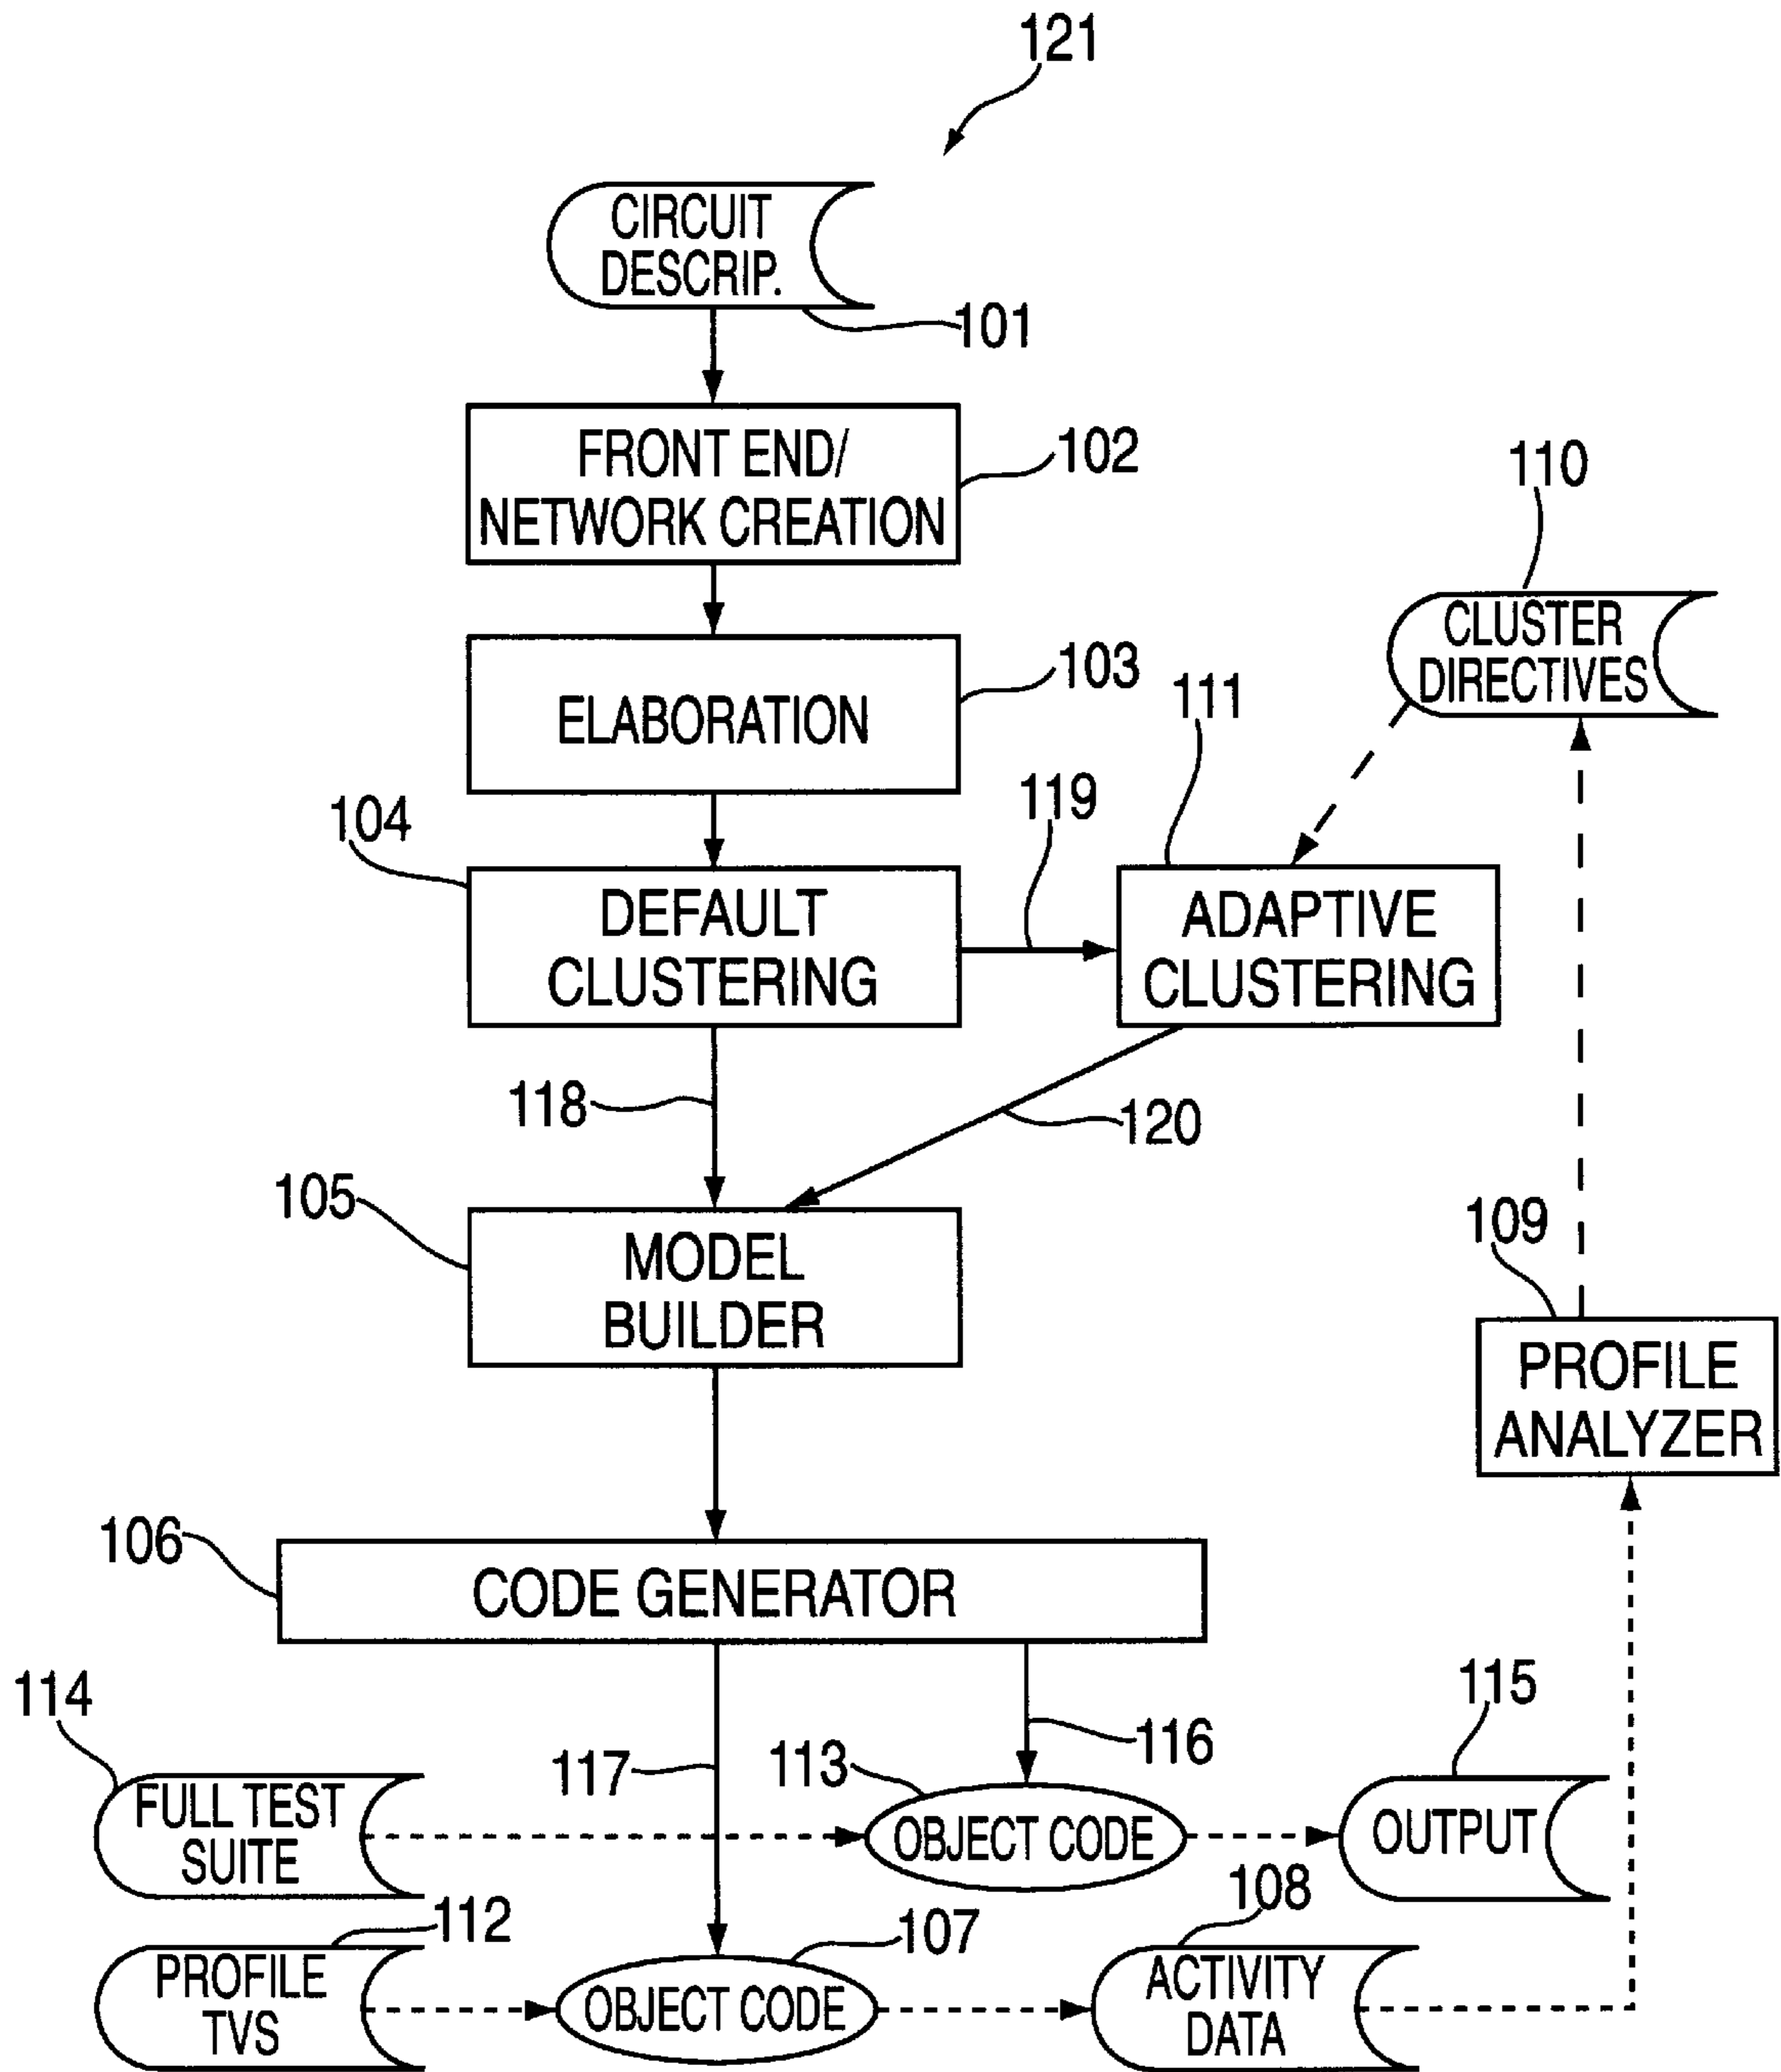 121
CIRCUIT
DESCRIP.
101
FRONT END/
NETWORK CREATION
102
110
CLUSTER
DIRECTIVES
ELABORATION
103
111
104
119
DEFAULT
CLUSTERING
ADAPTIVE
CLUSTERING
118
120
105
MODEL
BUILDER
109
PROFILE
ANALYZER
106
CODE GENERATOR
114
117
113
116
115
FULL TEST
SUITE
OBJECT CODE
OUTPUT
112
107
108
PROFILE
TVS
OBJECT CODE
ACTIVITY
DATA